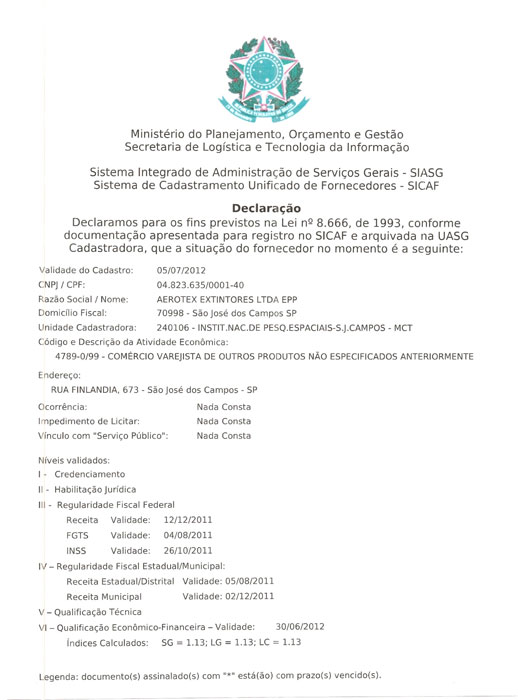 Ministério do Planejamento, Orçamento e Gestão
Secretaria de Logística e Tecnologia da Informação
Sistema Integrado de Administração de Serviços Gerais - SIASG
Sistema de Cadastramento Unificado de Fornecedores - SICAF
Declaração
Declaramos para os fins previstos na Lei nº 8.666, de 1993, conforme
documentação apresentada para registro no SICAF e arquivada na UASG
Cadastradora, que a situação do fornecedor no momento é a seguinte:
Validade do Cadastro: 05/07/2012
CNPJ / CPF: 04.823.635/0001-40
Razão Social / Nome: AEROTEX EXTINTORES LTDA EPP
Domicílio Fiscal: 70998 - São José dos Campos SP
Unidade Cadastradora: 240106 - INSTIT.NAC.DE PESQ.ESPACIAIS-S.J.CAMPOS - MCT
Código e Descrição da Atividade Econômica:
4789-0/99 - COMÉRCIO VAREJISTA DE OUTROS PRODUTOS NÃO ESPECIFICADOS ANTERIORMENTE
Endereço:
RUA FINLANDIA, 673 - São José dos Campos - SP
Ocorrência: Nada Consta
Impedimento de Licitar: Nada Consta
Vínculo com "Serviço Público": Nada Consta
Níveis validados:
I - Credenciamento
II - Habilitação Jurídica
III - Regularidade Fiscal Federal
Receita Validade: 12/12/2011
FGTS Validade: 04/08/2011
INSS Validade: 26/10/2011
IV – Regularidade Fiscal Estadual/Municipal:
Receita Estadual/Distrital Validade: 05/08/2011
Receita Municipal Validade: 02/12/2011
V – Qualificação Técnica
VI – Qualificação Econômico-Financeira – Validade: 30/06/2012
Índices Calculados: SG = 1.13; LG = 1.13; LC = 1.13
Legenda: documento(s) assinalado(s) com "*" está(ão) com prazo(s) vencido(s).